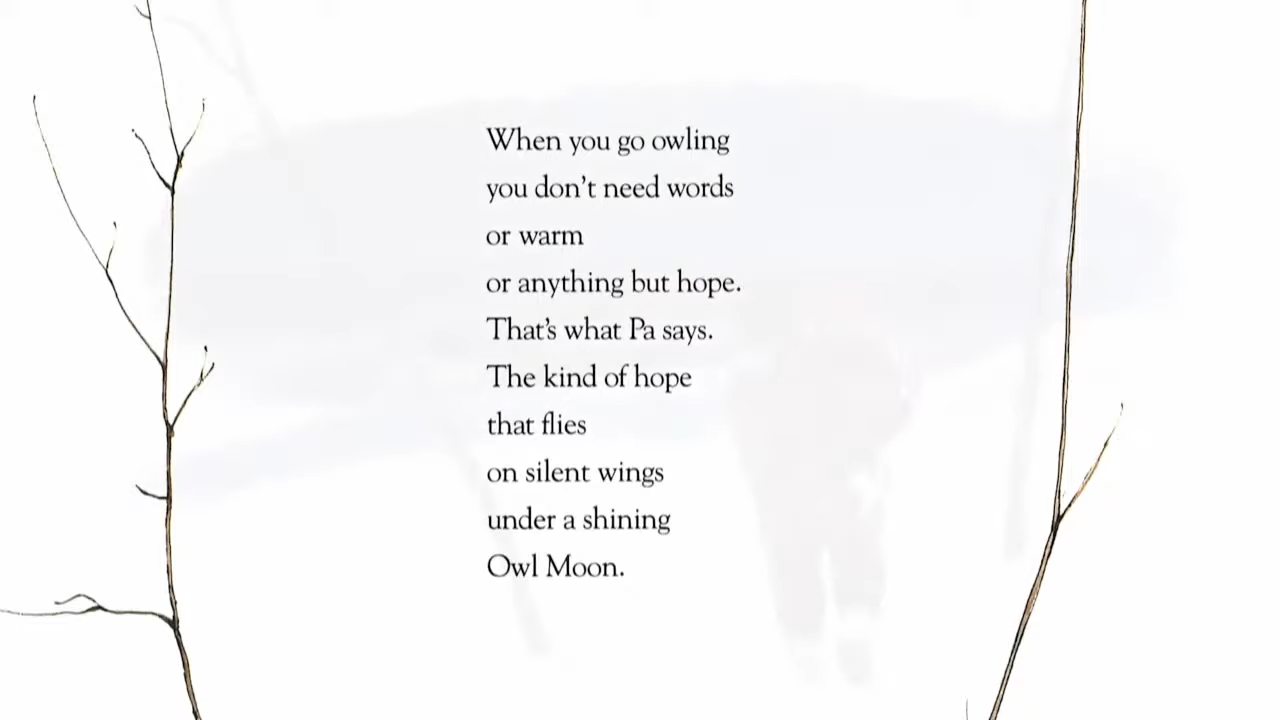 When you go owling
you don't need words
or warm
or anything but hope.
That's what Pa says.
The kind of hope
that flies
on silent wings
under a shining
Owl Moon.